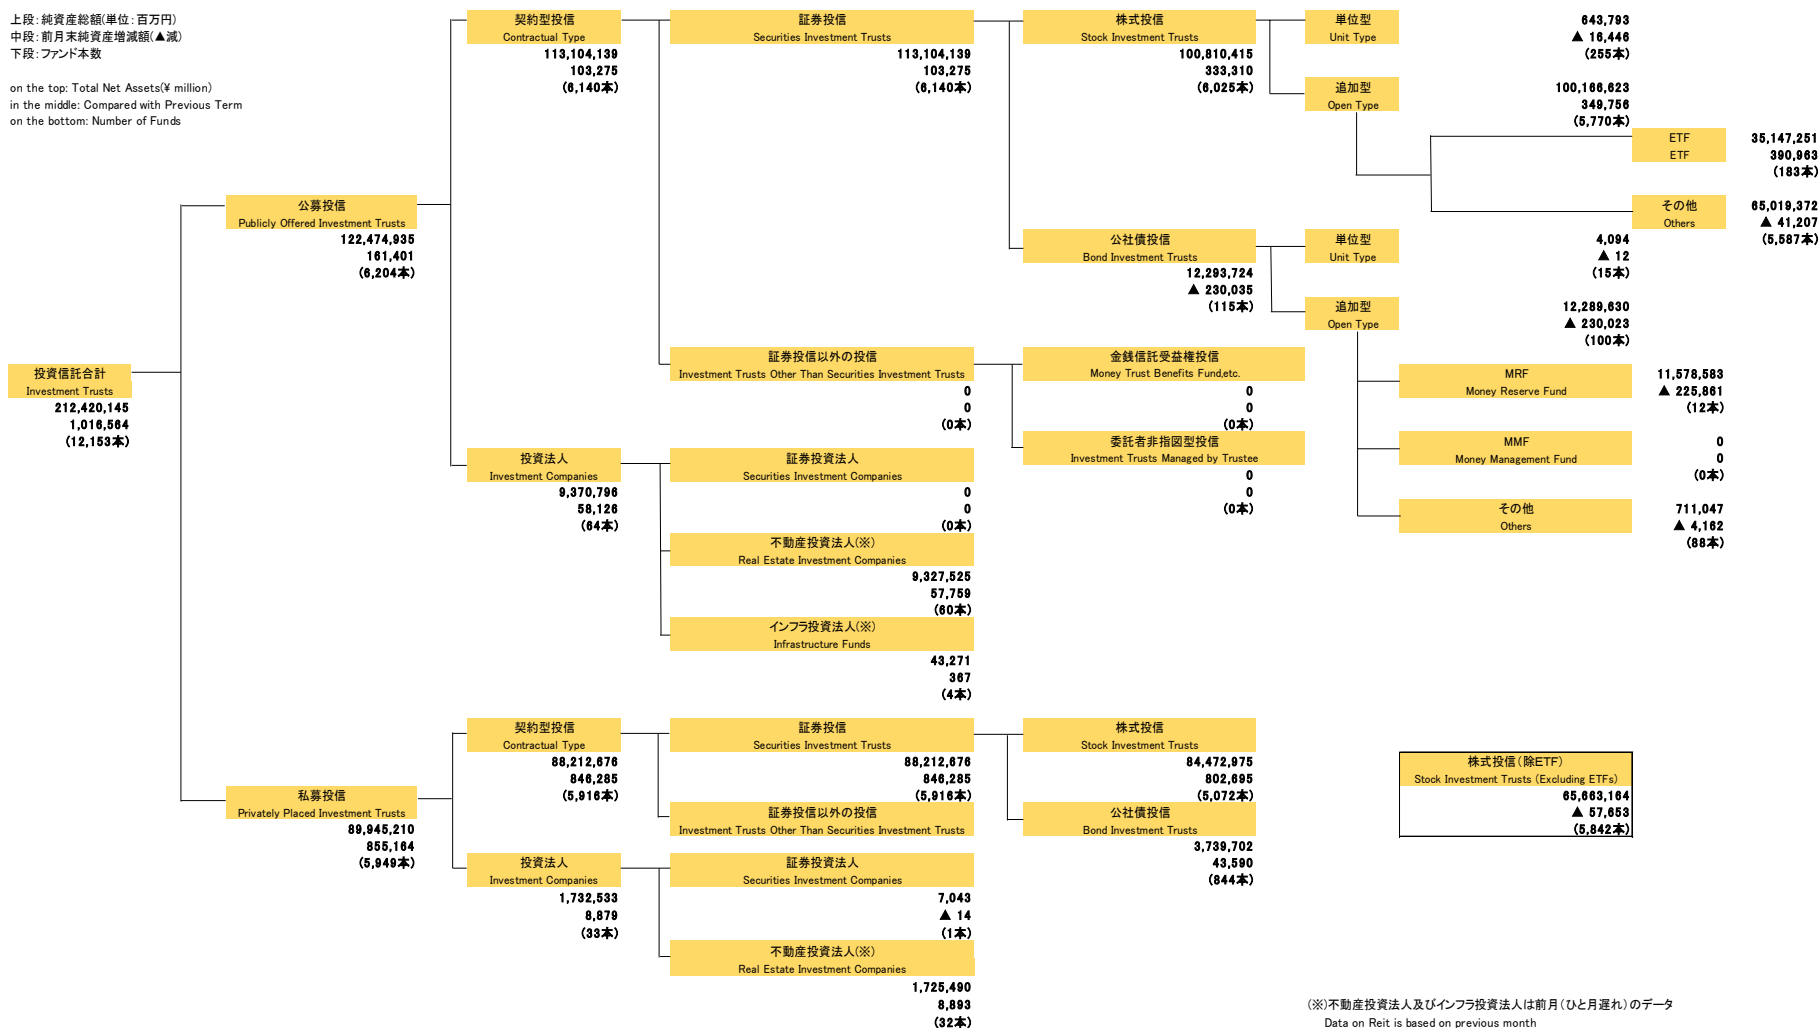 上段：純資産総額(単位：百万円)
中段：前月末純資産増減額(▲減)
下段：ファンド本数
on the top: Total Net Assets(¥ million)
in the middle: Compared with Previous Term
on the bottom: Number of Funds
投資信託合計
Investment Trusts
212,420,145
1,016,564
(12,153本)
公募投信
Publicly Offered Investment Trusts
122,474,935
161,401
(6,204本)
契約型投信
Contractual Type
113,104,139
103,275
(6,140本)
証券投信
Securities Investment Trusts
113,104,139
103,275
(6,140本)
株式投信
Stock Investment Trusts
100,810,415
333,310
(6,025本)
単位型
Unit Type
643,793
▲ 16,446
(255本)
追加型
Open Type
100,166,623
349,756
(5,770本)
ETF
ETF
35,147,251
390,963
(183本)
その他
Others
65,019,372
▲ 41,207
(5,587本)
公社債投信
Bond Investment Trusts
12,293,724
▲ 230,035
(115本)
単位型
Unit Type
4,094
▲ 12
(15本)
追加型
Open Type
12,289,630
▲ 230,023
(100本)
MRF
Money Reserve Fund
11,578,583
▲ 225,861
(12本)
MMF
Money Management Fund
0
0
(0本)
その他
Others
711,047
▲ 4,162
(88本)
証券投信以外の投信
Investment Trusts Other Than Securities Investment Trusts
0
0
(0本)
金銭信託受益権投信
Money Trust Benefits Fund,etc.
0
0
(0本)
委託者非指図型投信
Investment Trusts Managed by Trustee
0
0
(0本)
投資法人
Investment Companies
9,370,796
58,126
(64本)
証券投資法人
Securities Investment Companies
0
0
(0本)
不動産投資法人(※)
Real Estate Investment Companies
9,327,525
57,759
(60本)
インフラ投資法人(※)
Infrastructure Funds
43,271
367
(4本)
私募投信
Privately Placed Investment Trusts
89,945,210
855,164
(5,949本)
契約型投信
Contractual Type
88,212,676
846,285
(5,916本)
証券投信
Securities Investment Trusts
88,212,676
846,285
(5,916本)
株式投信
Stock Investment Trusts
84,472,975
802,695
(5,072本)
公社債投信
Bond Investment Trusts
3,739,702
43,590
(844本)
証券投信以外の投信
Investment Trusts Other Than Securities Investment Trusts
投資法人
Investment Companies
1,732,533
8,879
(33本)
証券投資法人
Securities Investment Companies
7,043
▲ 14
(1本)
不動産投資法人(※)
Real Estate Investment Companies
1,725,490
8,893
(32本)
株式投信(除ETF)
Stock Investment Trusts (Excluding ETFs)
65,663,164
▲ 57,653
(5,842本)
(※)不動産投資法人及びインフラ投資法人は前月(ひと月遅れ)のデータ
Data on Reit is based on previous month